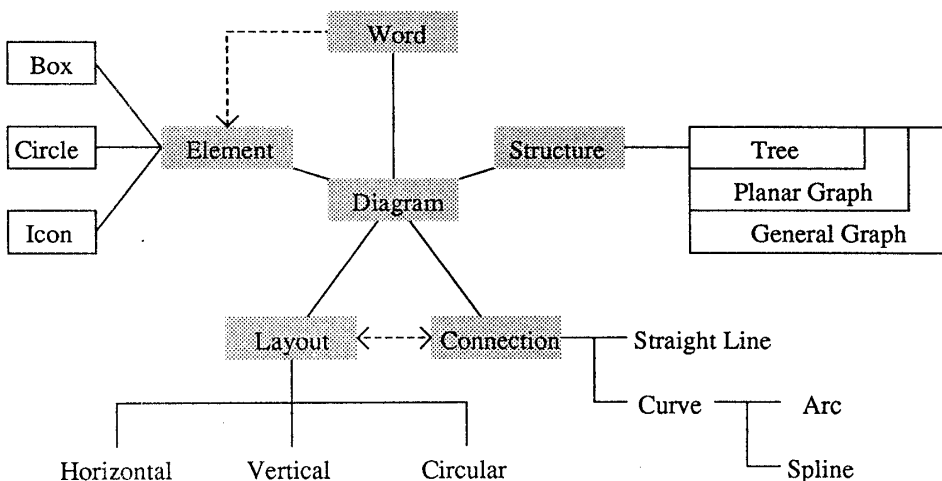 Word
Box
Circle
Element
Structure
Tree
Diagram
Planar Graph
Icon
General Graph
Layout
Connection
Straight Line
Curve
Arc
Horizontal
Vertical
Circular
Spline